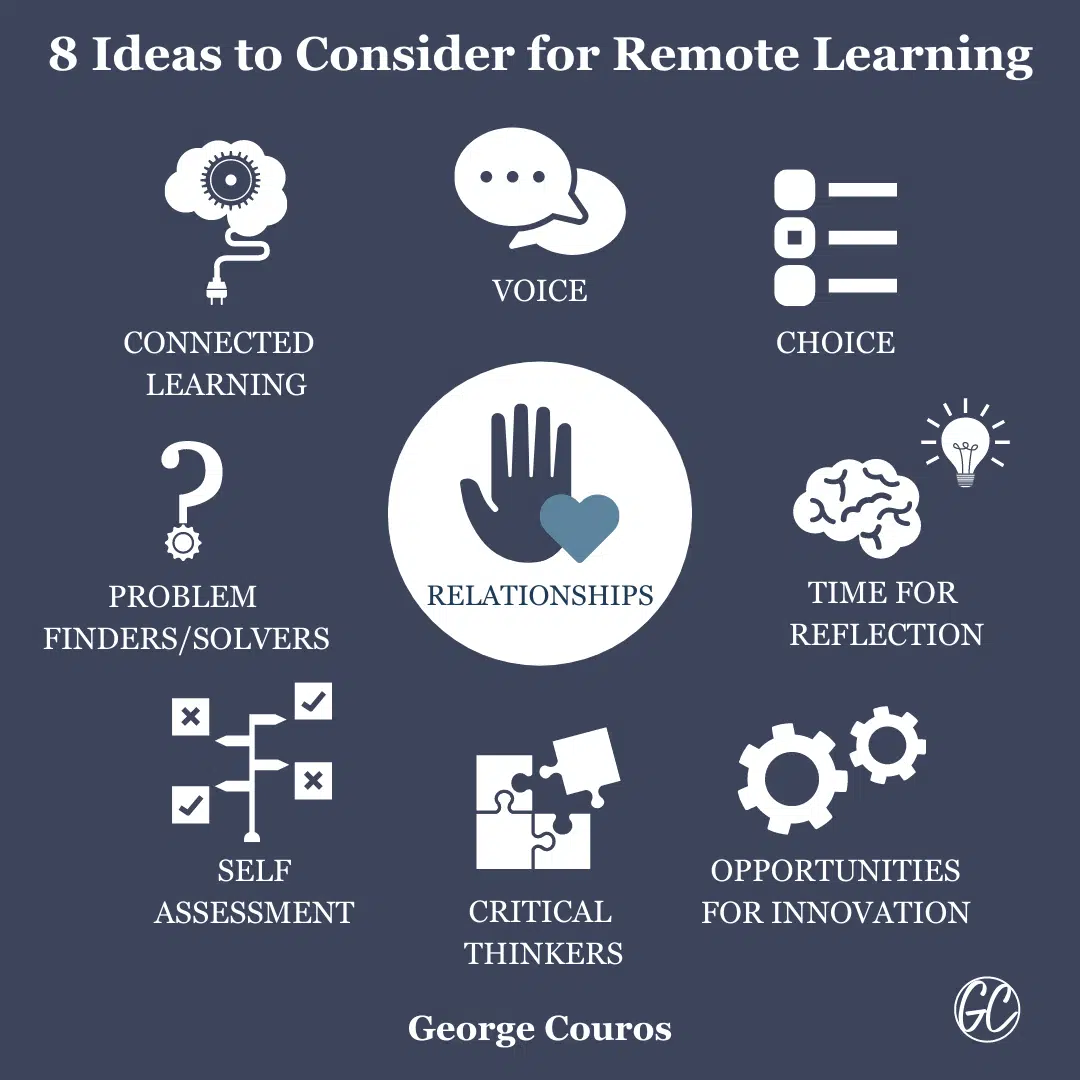 8 Ideas to Consider for Remote Learning
CONNECTED
LEARNING
VOICE
CHOICE
PROBLEM
FINDERS/SOLVERS
RELATIONSHIPS
TIME FOR
REFLECTION
SELF
ASSESSMENT
CRITICAL
THINKERS
OPPORTUNITIES
FOR INNOVATION
George Couros
GC